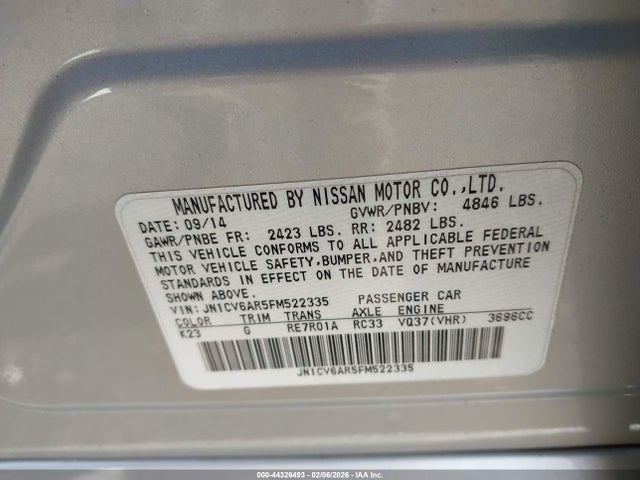 MANUFACTURED BY NISSAN MOTOR CO.,LTD.
DATE: 09/14 GVWR/PNBV: 4846 LBS.
GAWR/PNBE FR: 2423 LBS. RR: 2482 LBS.
THIS VEHICLE CONFORMS TO ALL APPLICABLE FEDERAL
MOTOR VEHICLE SAFETY,BUMPER,AND THEFT PREVENTION
STANDARDS IN EFFECT ON THE DATE OF MANUFACTURE
SHOWN ABOVE.
VIN: JN1CV6AR5FM522335 PASSENGER CAR
COLOR TRIM TRANS AXLE ENGINE
K23 G RE7R01A RC33 VQ37(VHR) 3696CC
JN1CV6AR5FM522335
000-44326493 - 02/06/2026 - IAA Inc.